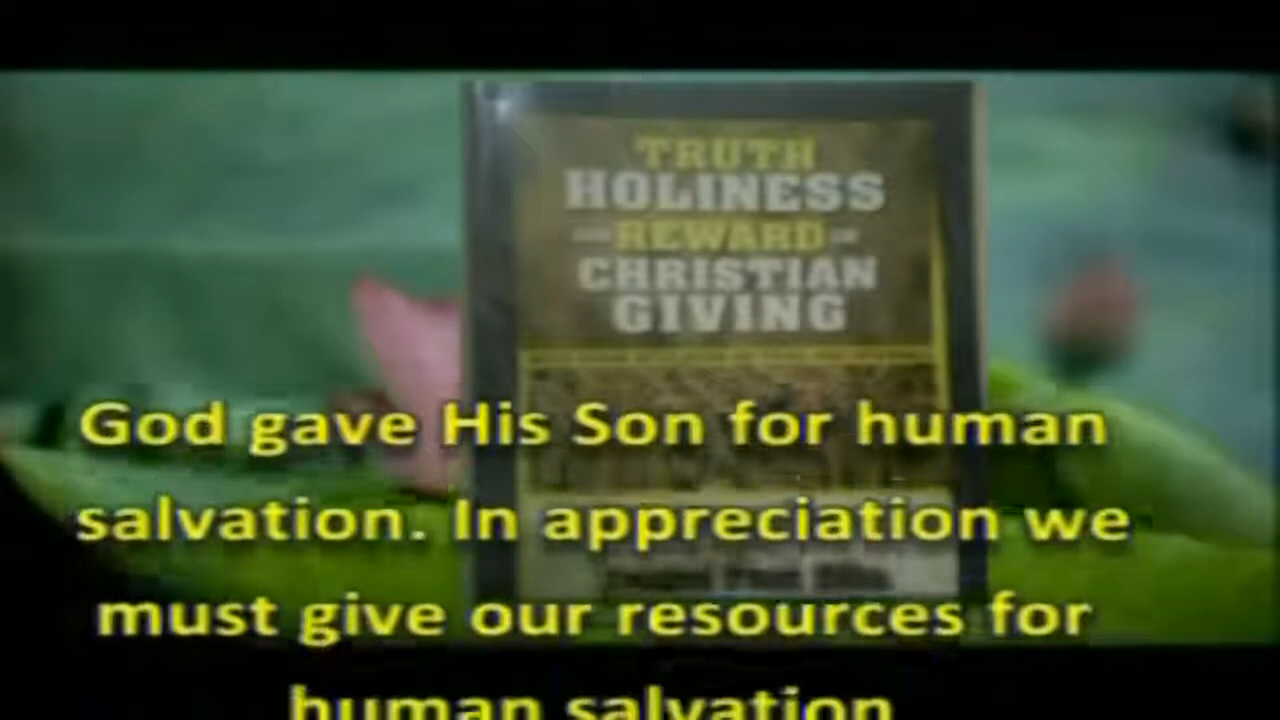 TRUTH
HOLINESS
REWARD
CHRISTIAN
GIVING
God gave His Son for human
salvation. In appreciation we
must give our resources for
human salvation